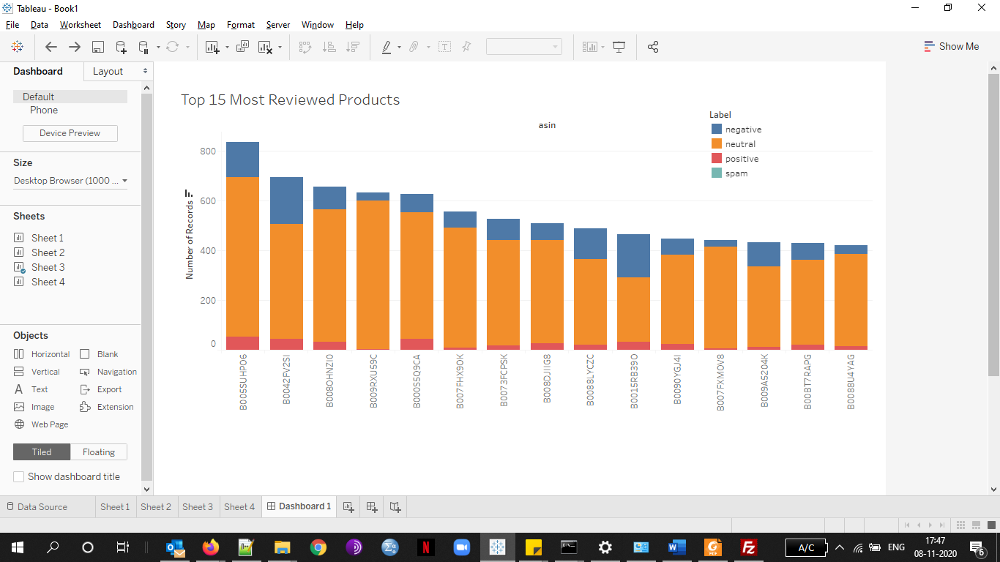 Tableau - Book1
File Data Worksheet Dashboard Story Map Format Server Window Help
Show Me
Dashboard Layout
Default
Phone
Device Preview
Size
Desktop Browser (1000 ...
Sheets
Sheet 1
Sheet 2
Sheet 3
Sheet 4
Objects
Horizontal Blank
Vertical Navigation
Text Export
Image Extension
Web Page
Tiled Floating
Show dashboard title
Top 15 Most Reviewed Products
asin
Label
negative
neutral
positive
spam
Number of Records
800
600
400
200
0
B005SUHPO6
B0042FV2SI
B008OHNZI0
B009RXU59C
B000S5Q9CA
B007FHX9OK
B0073FCPSK
B008DJIIG8
B0088LYCZC
B0015RB39O
B0090YGJ4I
B007FXMOV8
B009A5204K
B00BT7RAPG
B0088U4YAG
Data Source Sheet 1 Sheet 2 Sheet 3 Sheet 4 Dashboard 1
A/C ENG 17:47
08-11-2020 6